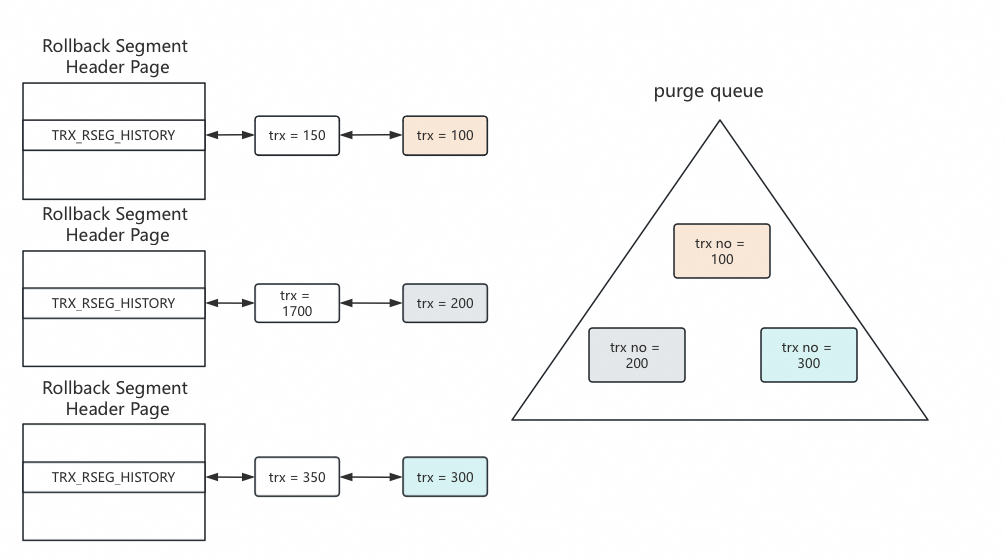 Rollback Segment
Header Page
TRX_RSEG_HISTORY
trx = 150
trx = 100
Rollback Segment
Header Page
TRX_RSEG_HISTORY
trx =
1700
trx = 200
Rollback Segment
Header Page
TRX_RSEG_HISTORY
trx = 350
trx = 300
purge queue
trx no =
100
trx no =
200
trx no =
300